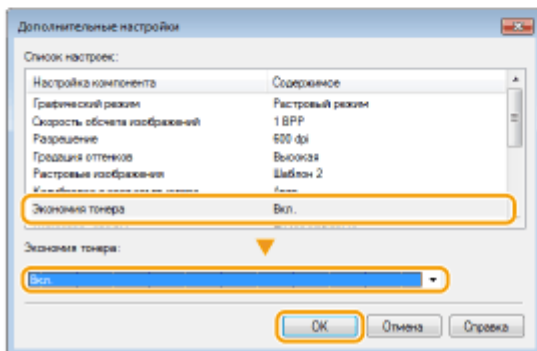 Дополнительные настройки
Список настроек:
Настройка компонента Содержимое
Графический режим Растровый режим
Скорость обсчета изображений 1 BPP
Разрешение 600 dpi
Градация оттенков Высокая
Растровые изображения Шаблон 2
Экономия тонера Вкл.
Экономия тонера:
Вкл.
OK Отмена Справка